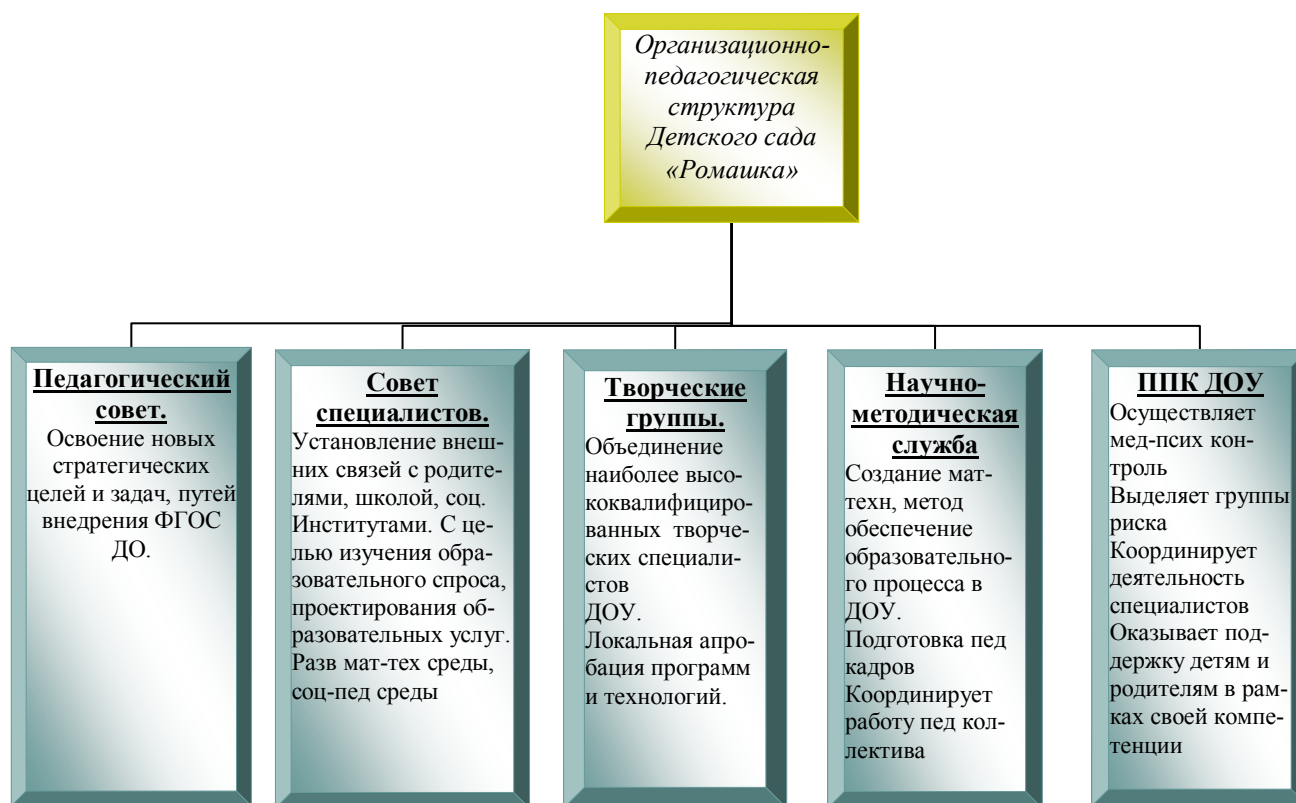 Организационно-
педагогическая
структура
Детского сада
«Ромашка»
Педагогический
совет.
Освоение новых
стратегических
целей и задач, путей
внедрения ФГОС
ДО.
Совет
специалистов.
Установление внеш-
них связей с родите-
лями, школой, соц.
Институтами. С це-
лью изучения обра-
зовательного спроса,
проектирования об-
разовательных услуг.
Разв мат-тех среды,
соц-пед среды
Творческие
группы.
Объединение
наиболее высо-
коквалифициро-
ванных творче-
ских специали-
стов
ДОУ.
Локальная апро-
бация программ
и технологий.
Научно-
методическая
служба
Создание мат-
техн, метод
обеспечение
образовательно-
го процесса в
ДОУ.
Подготовка пед
кадров
Координирует
работу пед кол-
лектива
ППК ДОУ
Осуществляет
мед-псих кон-
троль
Выделяет группы
риска
Координирует
деятельность
специалистов
Оказывает под-
держку детям и
родителям в рам-
ках своей компе-
тенции